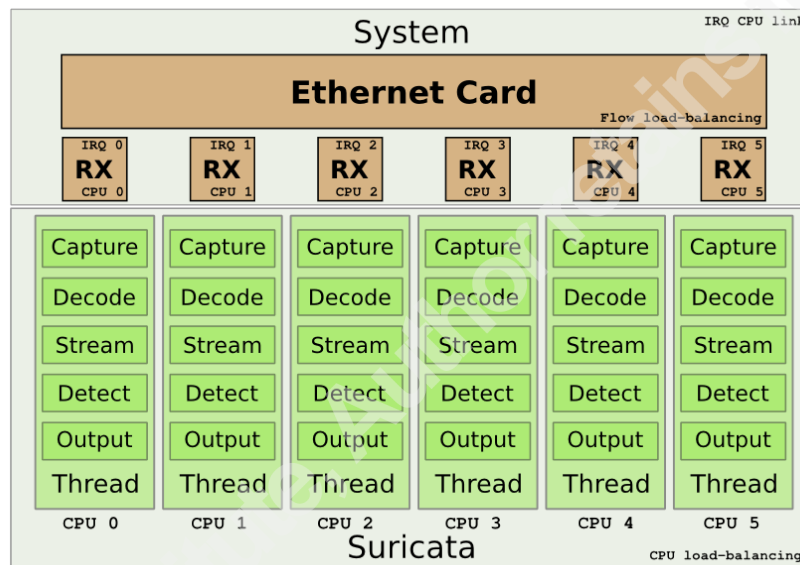 IRQ CPU link
System
Ethernet Card
Flow load-balancing
IRQ 0 IRQ 1 IRQ 2 IRQ 3 IRQ 4 IRQ 5
RX RX RX RX RX RX
CPU 0 CPU 1 CPU 2 CPU 3 CPU 4 CPU 5
Capture Capture Capture Capture Capture Capture
Decode Decode Decode Decode Decode Decode
Stream Stream Stream Stream Stream Stream
Detect Detect Detect Detect Detect Detect
Output Output Output Output Output Output
Thread Thread Thread Thread Thread Thread
CPU 0 CPU 1 CPU 2 CPU 3 CPU 4 CPU 5
Suricata
CPU load-balancing
Author retains